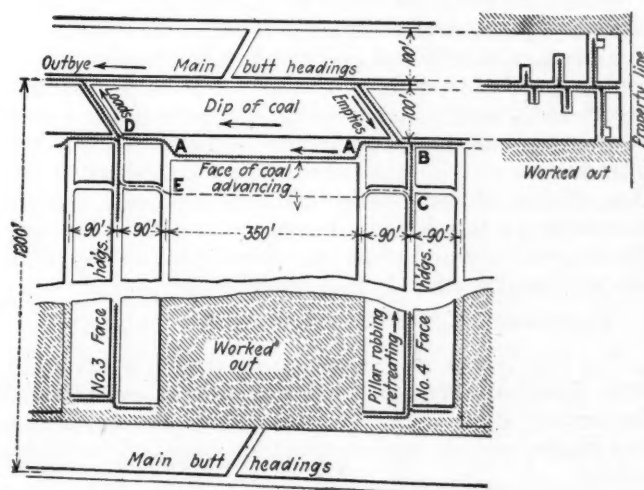 Outbye
Main butt headings
100'
100'
Loads
D
Dip of coal
Empties
Property line
Worked out
A
A
B
E
Face of coal
advancing
C
1200'
90'
90'
350'
90'
90'
No.3 Face h'dgs.
Worked
out
Pillar robbing
retreating
No.4 Face h'dgs.
Main butt headings